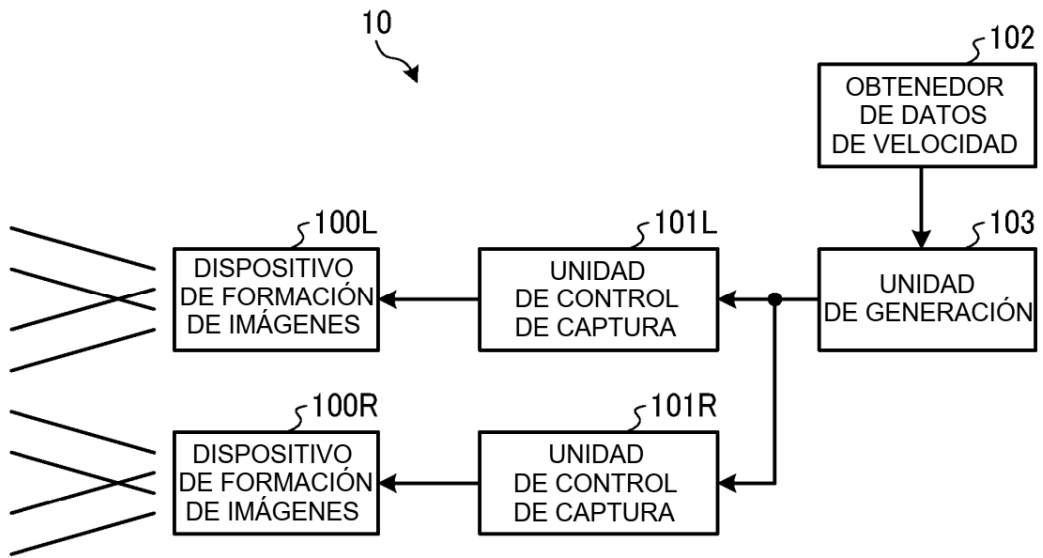 10
102
OBTENEDOR
DE DATOS
DE VELOCIDAD
100L
101L
103
DISPOSITIVO
DE FORMACIÓN
DE IMÁGENES
UNIDAD
DE CONTROL
DE CAPTURA
UNIDAD
DE GENERACIÓN
100R
101R
DISPOSITIVO
DE FORMACIÓN
DE IMÁGENES
UNIDAD
DE CONTROL
DE CAPTURA